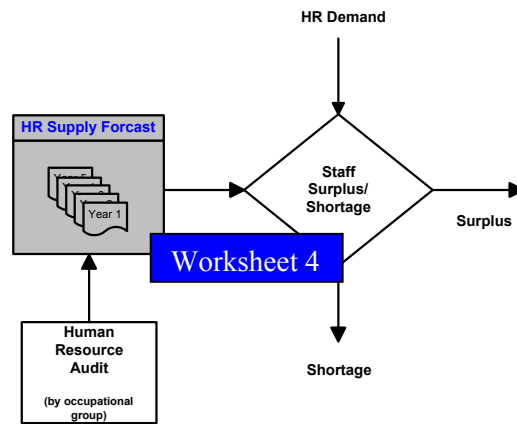 HR Demand
HR Supply Forcast
Year 1
Staff
Surplus/
Shortage
Surplus
Worksheet 4
Human
Resource
Audit
(by occupational
group)
Shortage